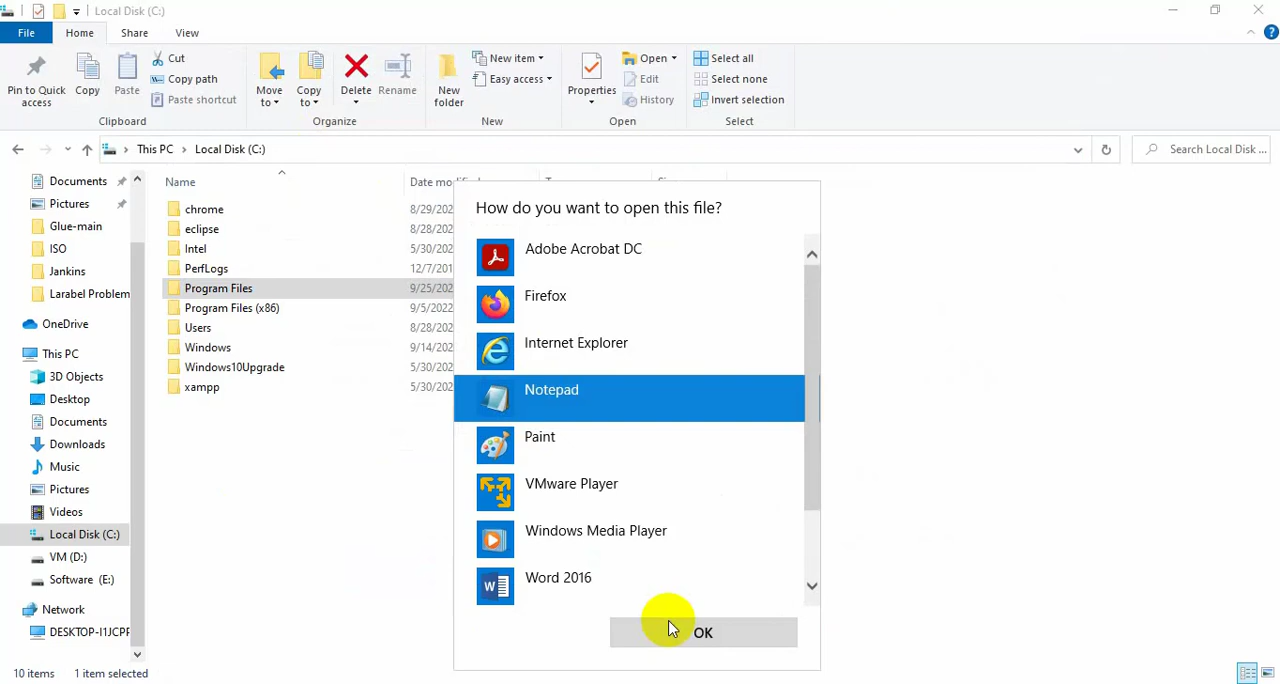 Local Disk (C:)
File Home Share View
Pin to Quick access
Copy
Paste
Cut
Copy path
Paste shortcut
Clipboard
Move to
Copy to
Delete
Rename
Organize
New folder
New item
Easy access
New
Properties
Open
Edit
History
Open
Select all
Select none
Invert selection
Select
This PC > Local Disk (C:)
Search Local Disk ...
Documents
Pictures
Glue-main
ISO
Jankins
Larabel Problem
OneDrive
This PC
3D Objects
Desktop
Documents
Downloads
Music
Pictures
Videos
Local Disk (C:)
VM (D:)
Software (E:)
Network
DESKTOP-I1JCPP
Name
chrome 8/29/202
eclipse 8/28/202
Intel 5/30/202
PerfLogs 12/7/201
Program Files 9/25/202
Program Files (x86) 9/5/2022
Users 8/28/202
Windows 9/14/202
Windows10Upgrade 5/30/202
xampp 5/30/202
How do you want to open this file?
Adobe Acrobat DC
Firefox
Internet Explorer
Notepad
Paint
VMware Player
Windows Media Player
Word 2016
OK
10 items 1 item selected